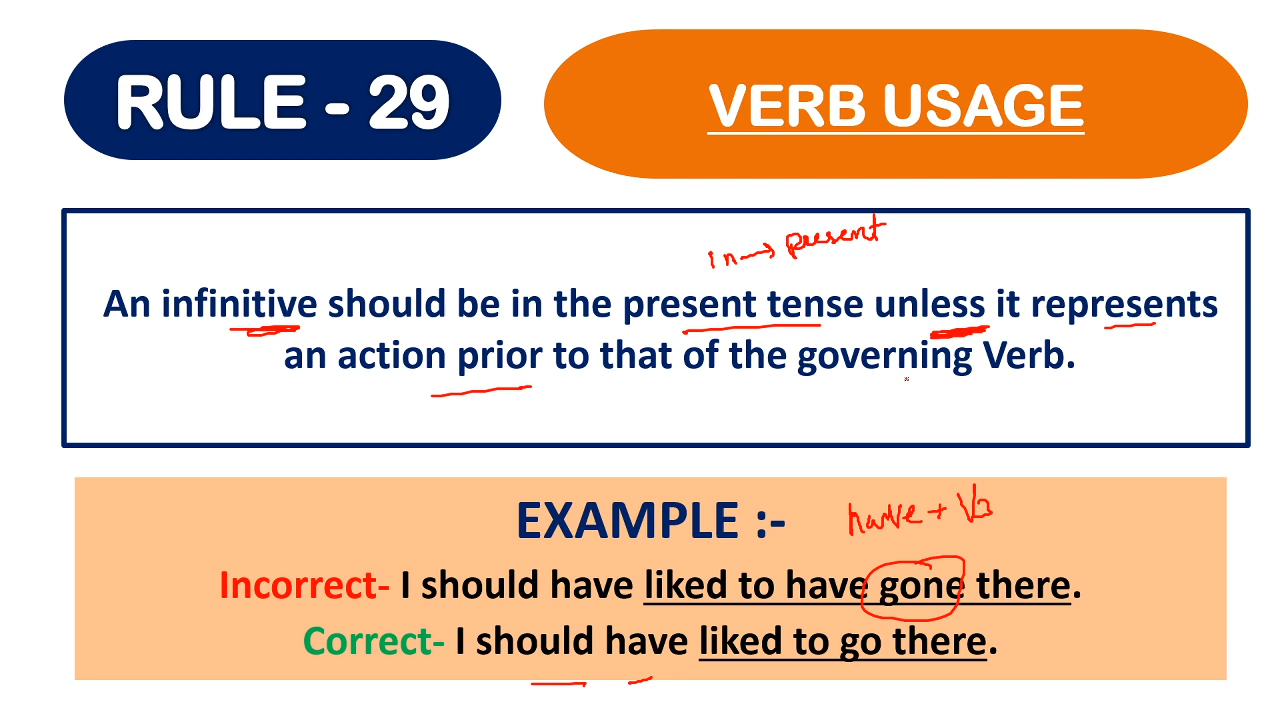 RULE - 29
VERB USAGE
in → present
An infinitive should be in the present tense unless it represents
an action prior to that of the governing Verb.
EXAMPLE :-
have + V3
Incorrect- I should have liked to have gone there.
Correct- I should have liked to go there.